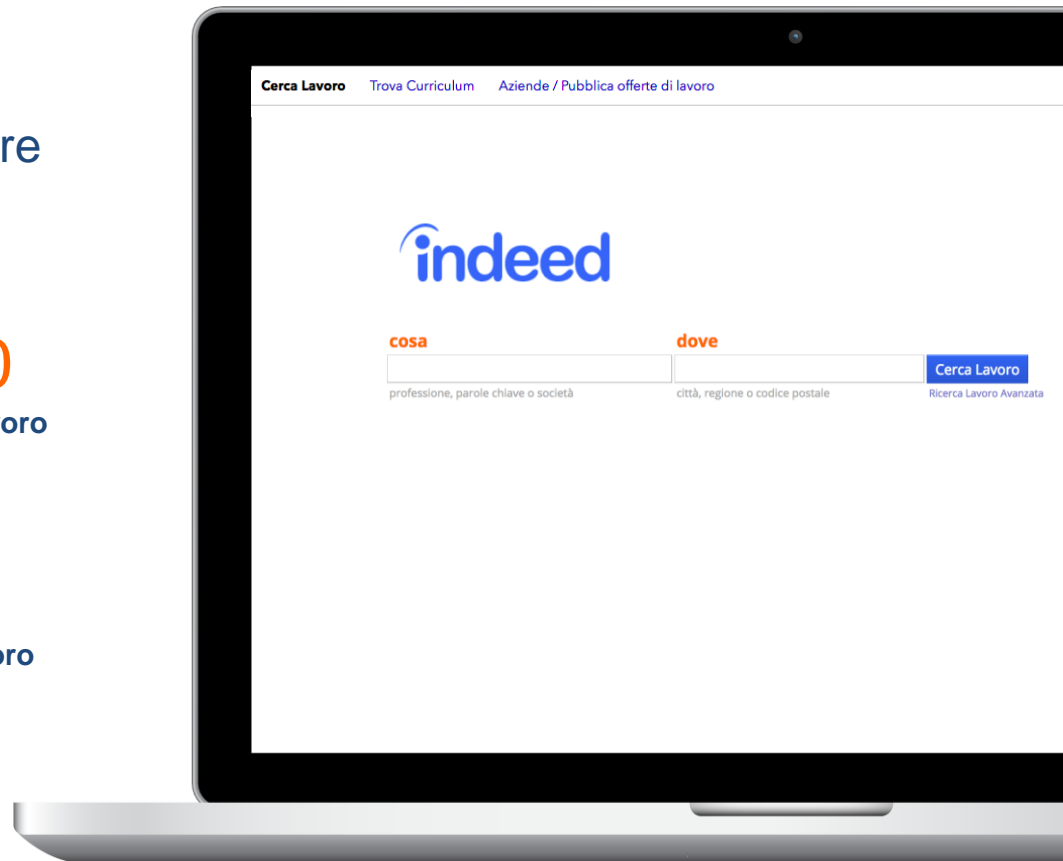 Cerca Lavoro Trova Curriculum Aziende / Pubblica offerte di lavoro
re
indeed
cosa dove
Cerca Lavoro
professione, parole chiave o società città, regione o codice postale Ricerca Lavoro Avanzata
voro
oro